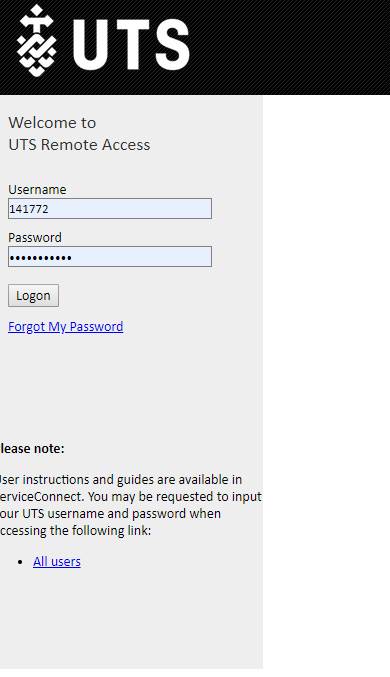 UTS
Welcome to
UTS Remote Access
Username
141772
Password
•••••••••••
Logon
Forgot My Password
lease note:
ser instructions and guides are available in
erviceConnect. You may be requested to input
our UTS username and password when
ccessing the following link:
• All users